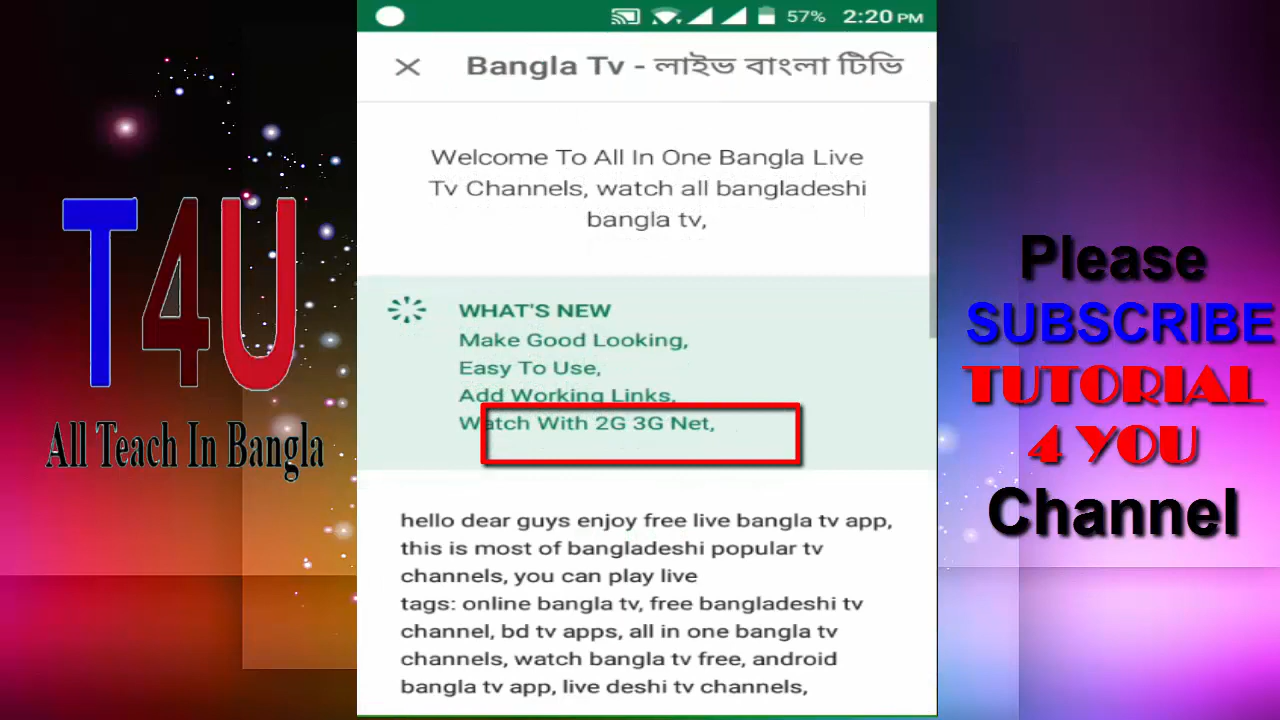 T4U
All Teach In Bangla
57% 2:20 PM
Bangla Tv - লাইভ বাংলা টিভি
Welcome To All In One Bangla Live
Tv Channels, watch all bangladeshi
bangla tv,
WHAT'S NEW
Make Good Looking,
Easy To Use,
Add Working Links,
Watch With 2G 3G Net,
hello dear guys enjoy free live bangla tv app,
this is most of bangladeshi popular tv
channels, you can play live
tags: online bangla tv, free bangladeshi tv
channel, bd tv apps, all in one bangla tv
channels, watch bangla tv free, android
bangla tv app, live deshi tv channels,
Please
SUBSCRIBE
TUTORIAL
4 YOU
Channel